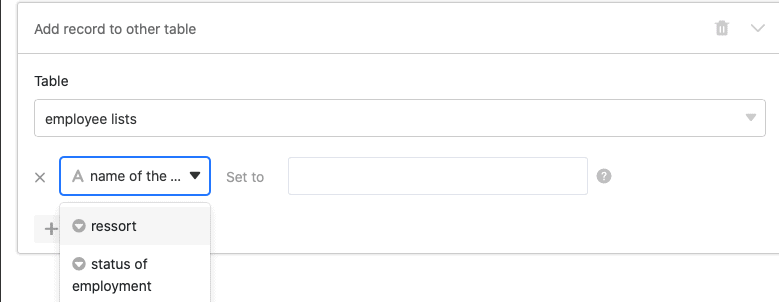 Add record to other table
Table
employee lists
A name of the ... Set to
ressort
status of
employment